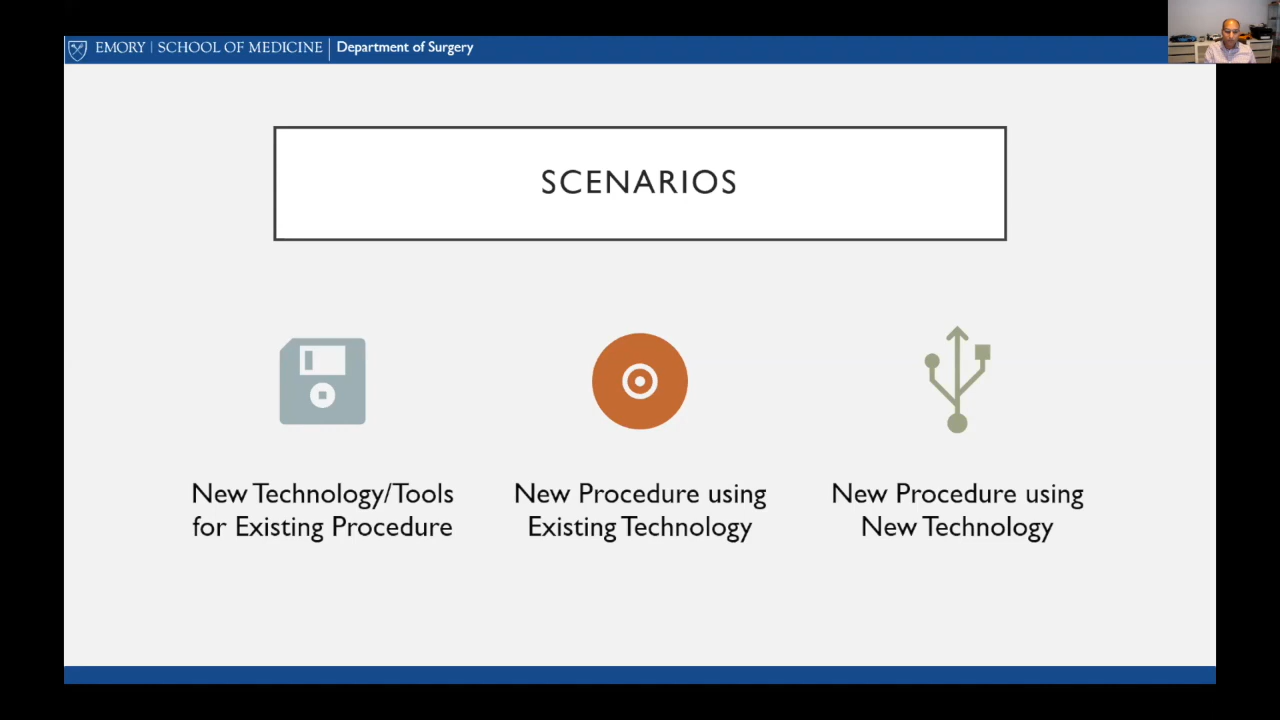 EMORY | SCHOOL OF MEDICINE | Department of Surgery
SCENARIOS
New Technology/Tools
for Existing Procedure
New Procedure using
Existing Technology
New Procedure using
New Technology